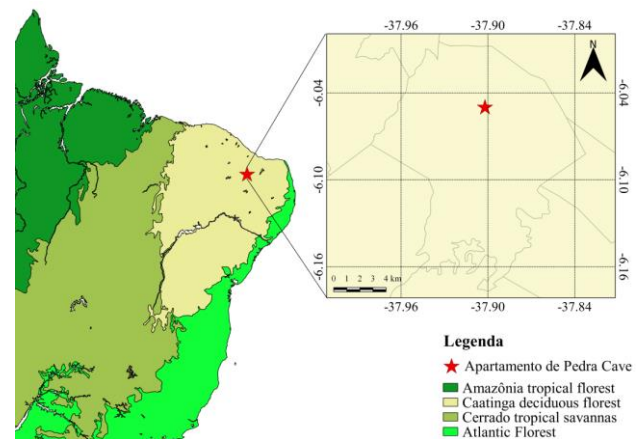 -37.96 -37.90 -37.84
N
-6.04 -6.04
-6.10 -6.10
-6.16 -6.16
0 1 2 3 4 km
-37.96 -37.90 -37.84
Legenda
Apartamento de Pedra Cave
Amazônia tropical florest
Caatinga deciduous florest
Cerrado tropical savannas
Atlantic Florest